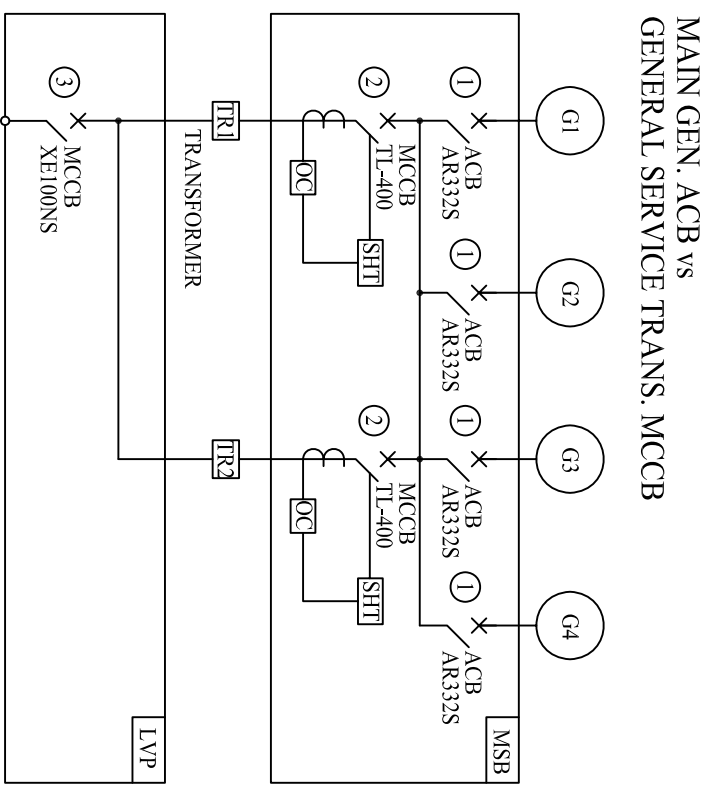 MAIN GEN. ACB vs
GENERAL SERVICE TRANS. MCCB
G1
G2
G3
G4
1
ACB
AR332S
1
ACB
AR332S
1
ACB
AR332S
1
ACB
AR332S
MSB
2
MCCB
TL-400
SHT
OC
2
MCCB
TL-400
SHT
OC
TR1
TRANSFORMER
TR2
LVP
3
MCCB
XE100NS